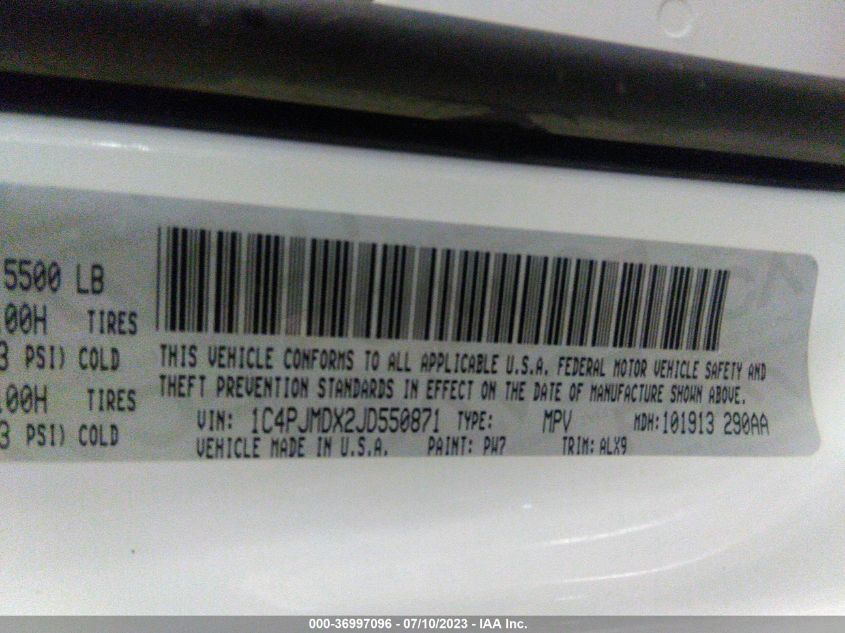 5500 LB
00H TIRES
3 PSI) COLD
00H TIRES
3 PSI) COLD
THIS VEHICLE CONFORMS TO ALL APPLICABLE U.S.A. FEDERAL MOTOR VEHICLE SAFETY AND
THEFT PREVENTION STANDARDS IN EFFECT ON THE DATE OF MANUFACTURE SHOWN ABOVE.
VIN: 1C4PJMDX2JD550871 TYPE: MPV MDH:101913 290AA
VEHICLE MADE IN U.S.A. PAINT: PW7 TRIM: ALX9
000-36997096 - 07/10/2023 - IAA Inc.